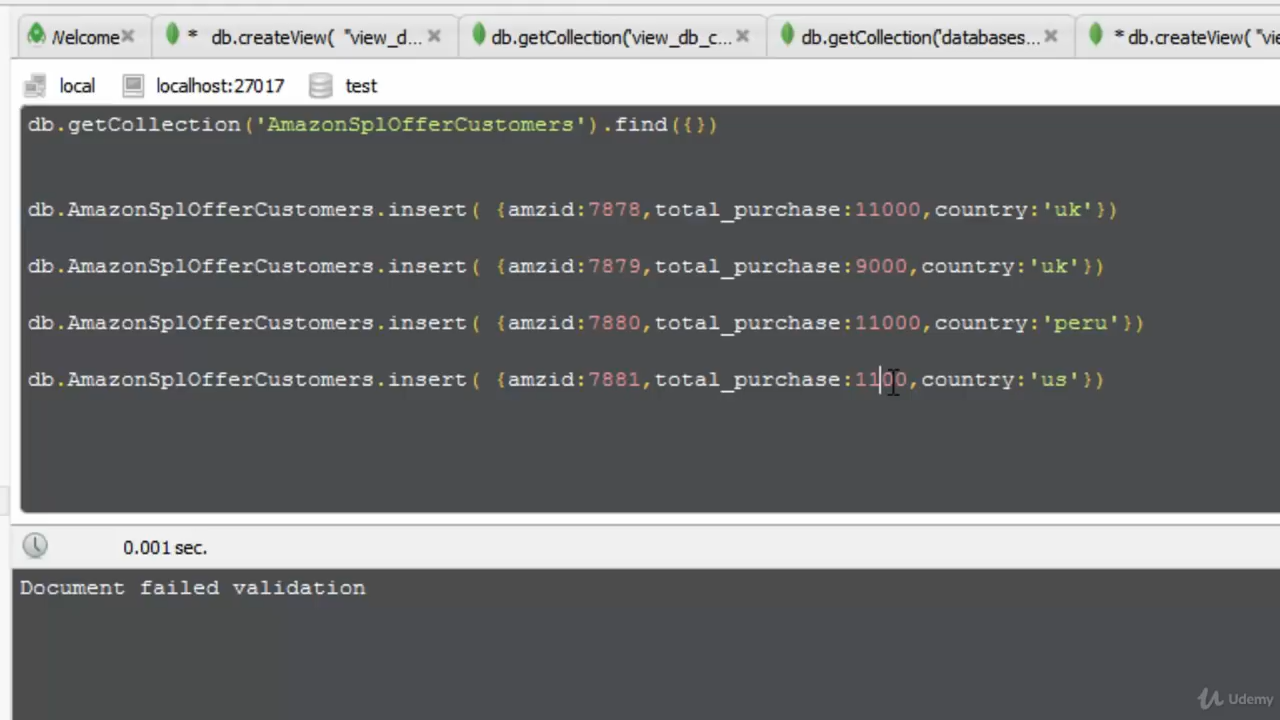 Welcome
* db.createView( "view_d...
db.getCollection('view_db_c...
db.getCollection('databases...
* db.createView( "vie
local localhost:27017 test
db.getCollection('AmazonSplOfferCustomers').find({})
db.AmazonSplOfferCustomers.insert( {amzid:7878,total_purchase:11000,country:'uk'})
db.AmazonSplOfferCustomers.insert( {amzid:7879,total_purchase:9000,country:'uk'})
db.AmazonSplOfferCustomers.insert( {amzid:7880,total_purchase:11000,country:'peru'})
db.AmazonSplOfferCustomers.insert( {amzid:7881,total_purchase:1100,country:'us'})
0.001 sec.
Document failed validation
Udemy